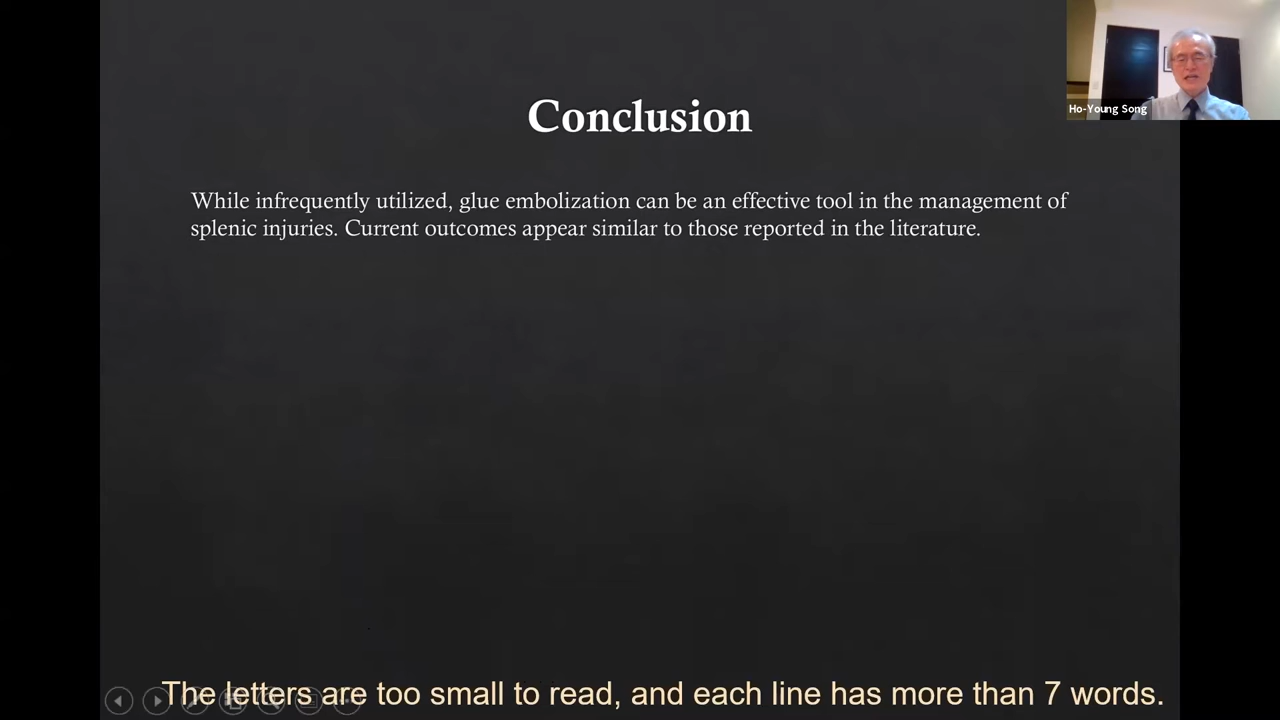 Conclusion
Ho-Young Song
While infrequently utilized, glue embolization can be an effective tool in the management of
splenic injuries. Current outcomes appear similar to those reported in the literature.
The letters are too small to read, and each line has more than 7 words.